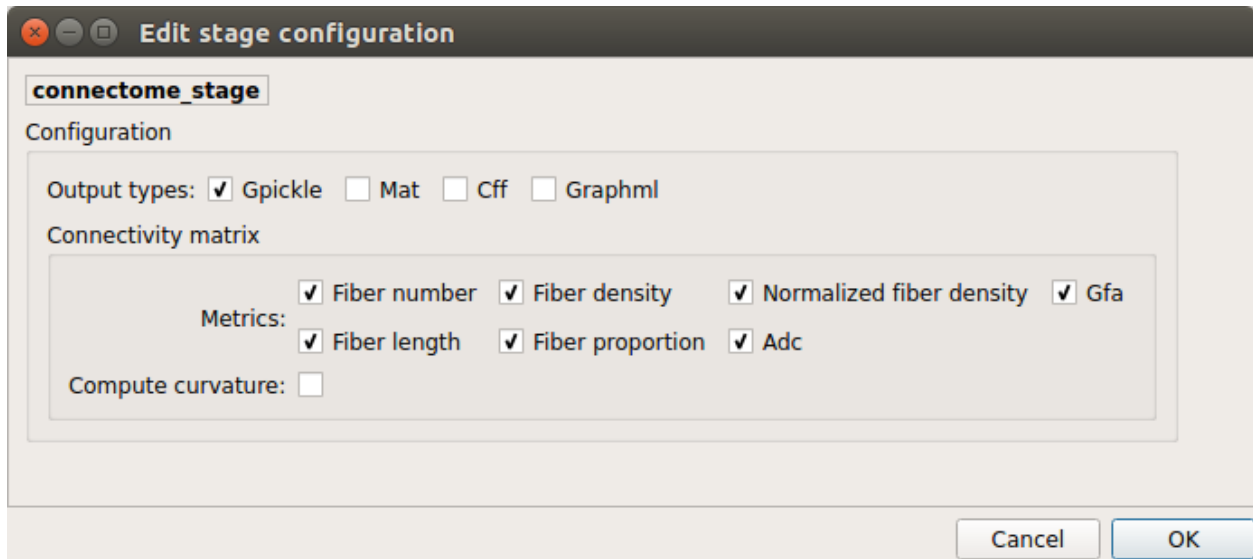 Edit stage configuration
connectome_stage
Configuration
Output types: Gpickle Mat Cff Graphml
Connectivity matrix
Fiber number Fiber density Normalized fiber density Gfa
Metrics:
Fiber length Fiber proportion Adc
Compute curvature:
Cancel OK